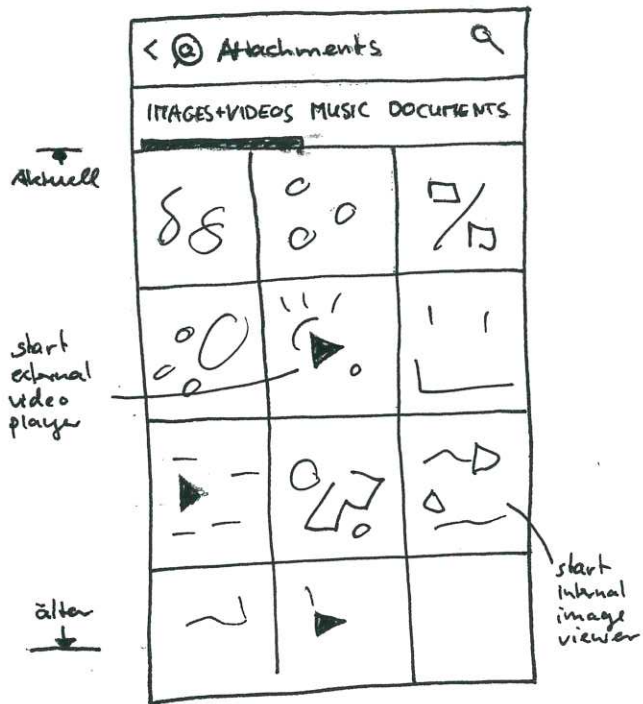 < @ Attachments
IMAGES+VIDEOS MUSIC DOCUMENTS
Aktuell
start
external
video
player
start
internal
image
viewer
älter